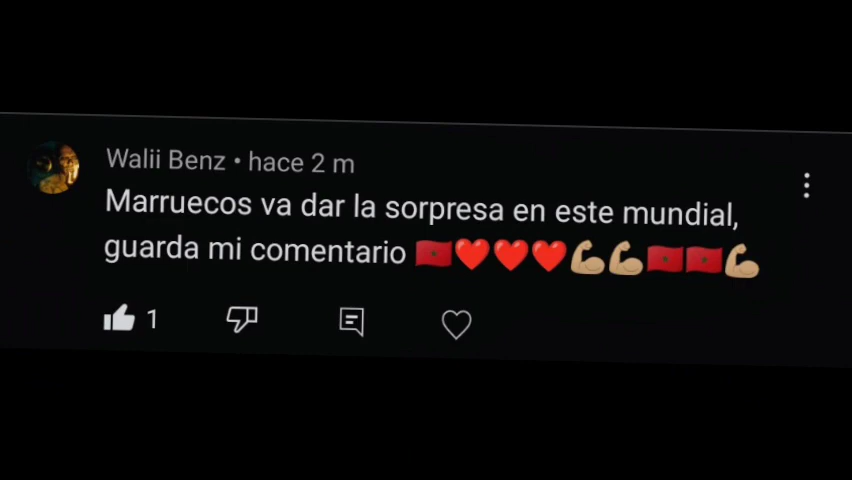 Walii Benz • hace 2 m
Marruecos va dar la sorpresa en este mundial,
guarda mi comentario 🇲🇦❤️❤️❤️💪🏼💪🏼🇲🇦🇲🇦💪🏼
1